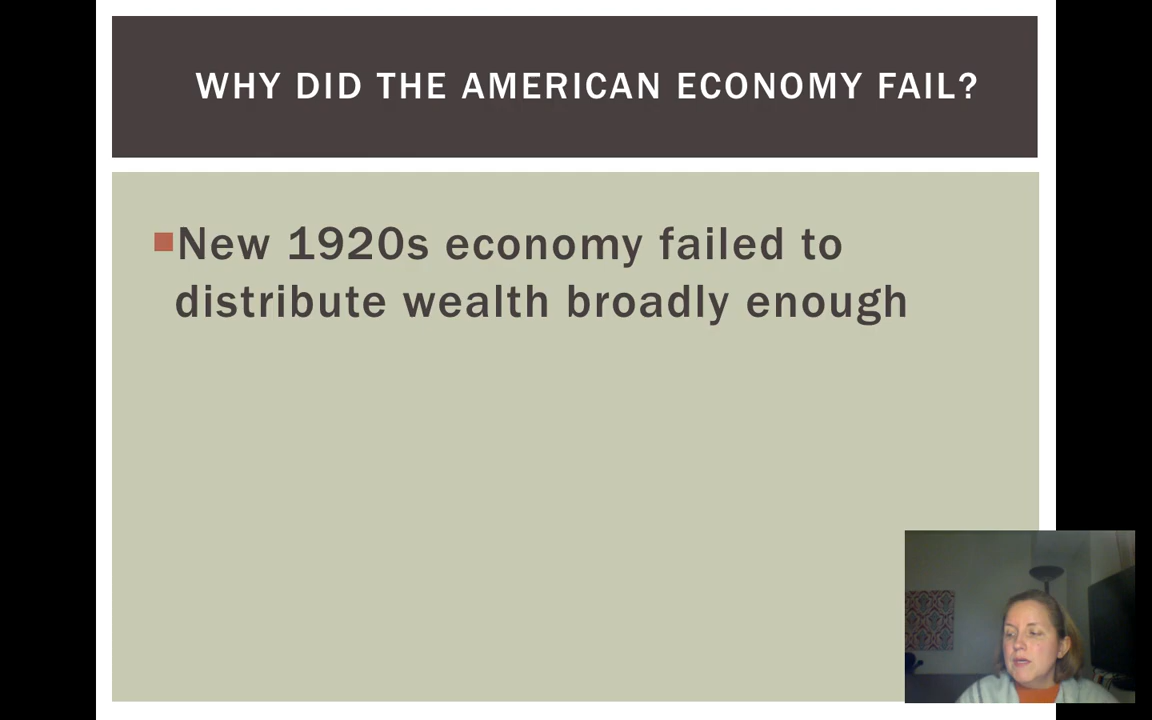 WHY DID THE AMERICAN ECONOMY FAIL?
New 1920s economy failed to
distribute wealth broadly enough